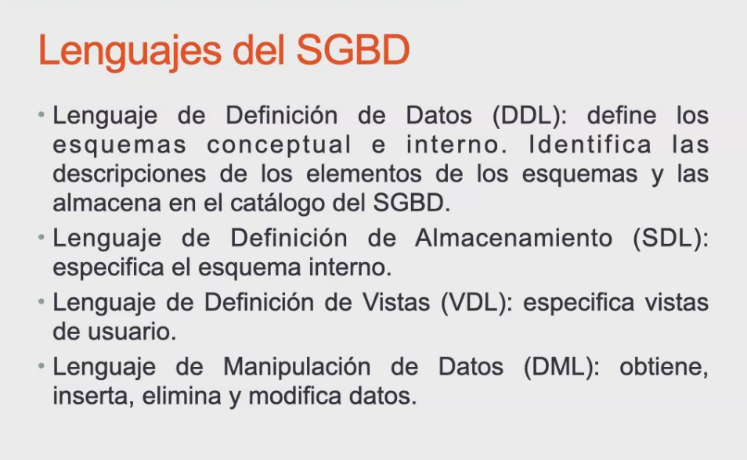 Lenguajes del SGBD
• Lenguaje de Definición de Datos (DDL): define los
esquemas conceptual e interno. Identifica las
descripciones de los elementos de los esquemas y las
almacena en el catálogo del SGBD.
• Lenguaje de Definición de Almacenamiento (SDL):
especifica el esquema interno.
• Lenguaje de Definición de Vistas (VDL): especifica vistas
de usuario.
• Lenguaje de Manipulación de Datos (DML): obtiene,
inserta, elimina y modifica datos.